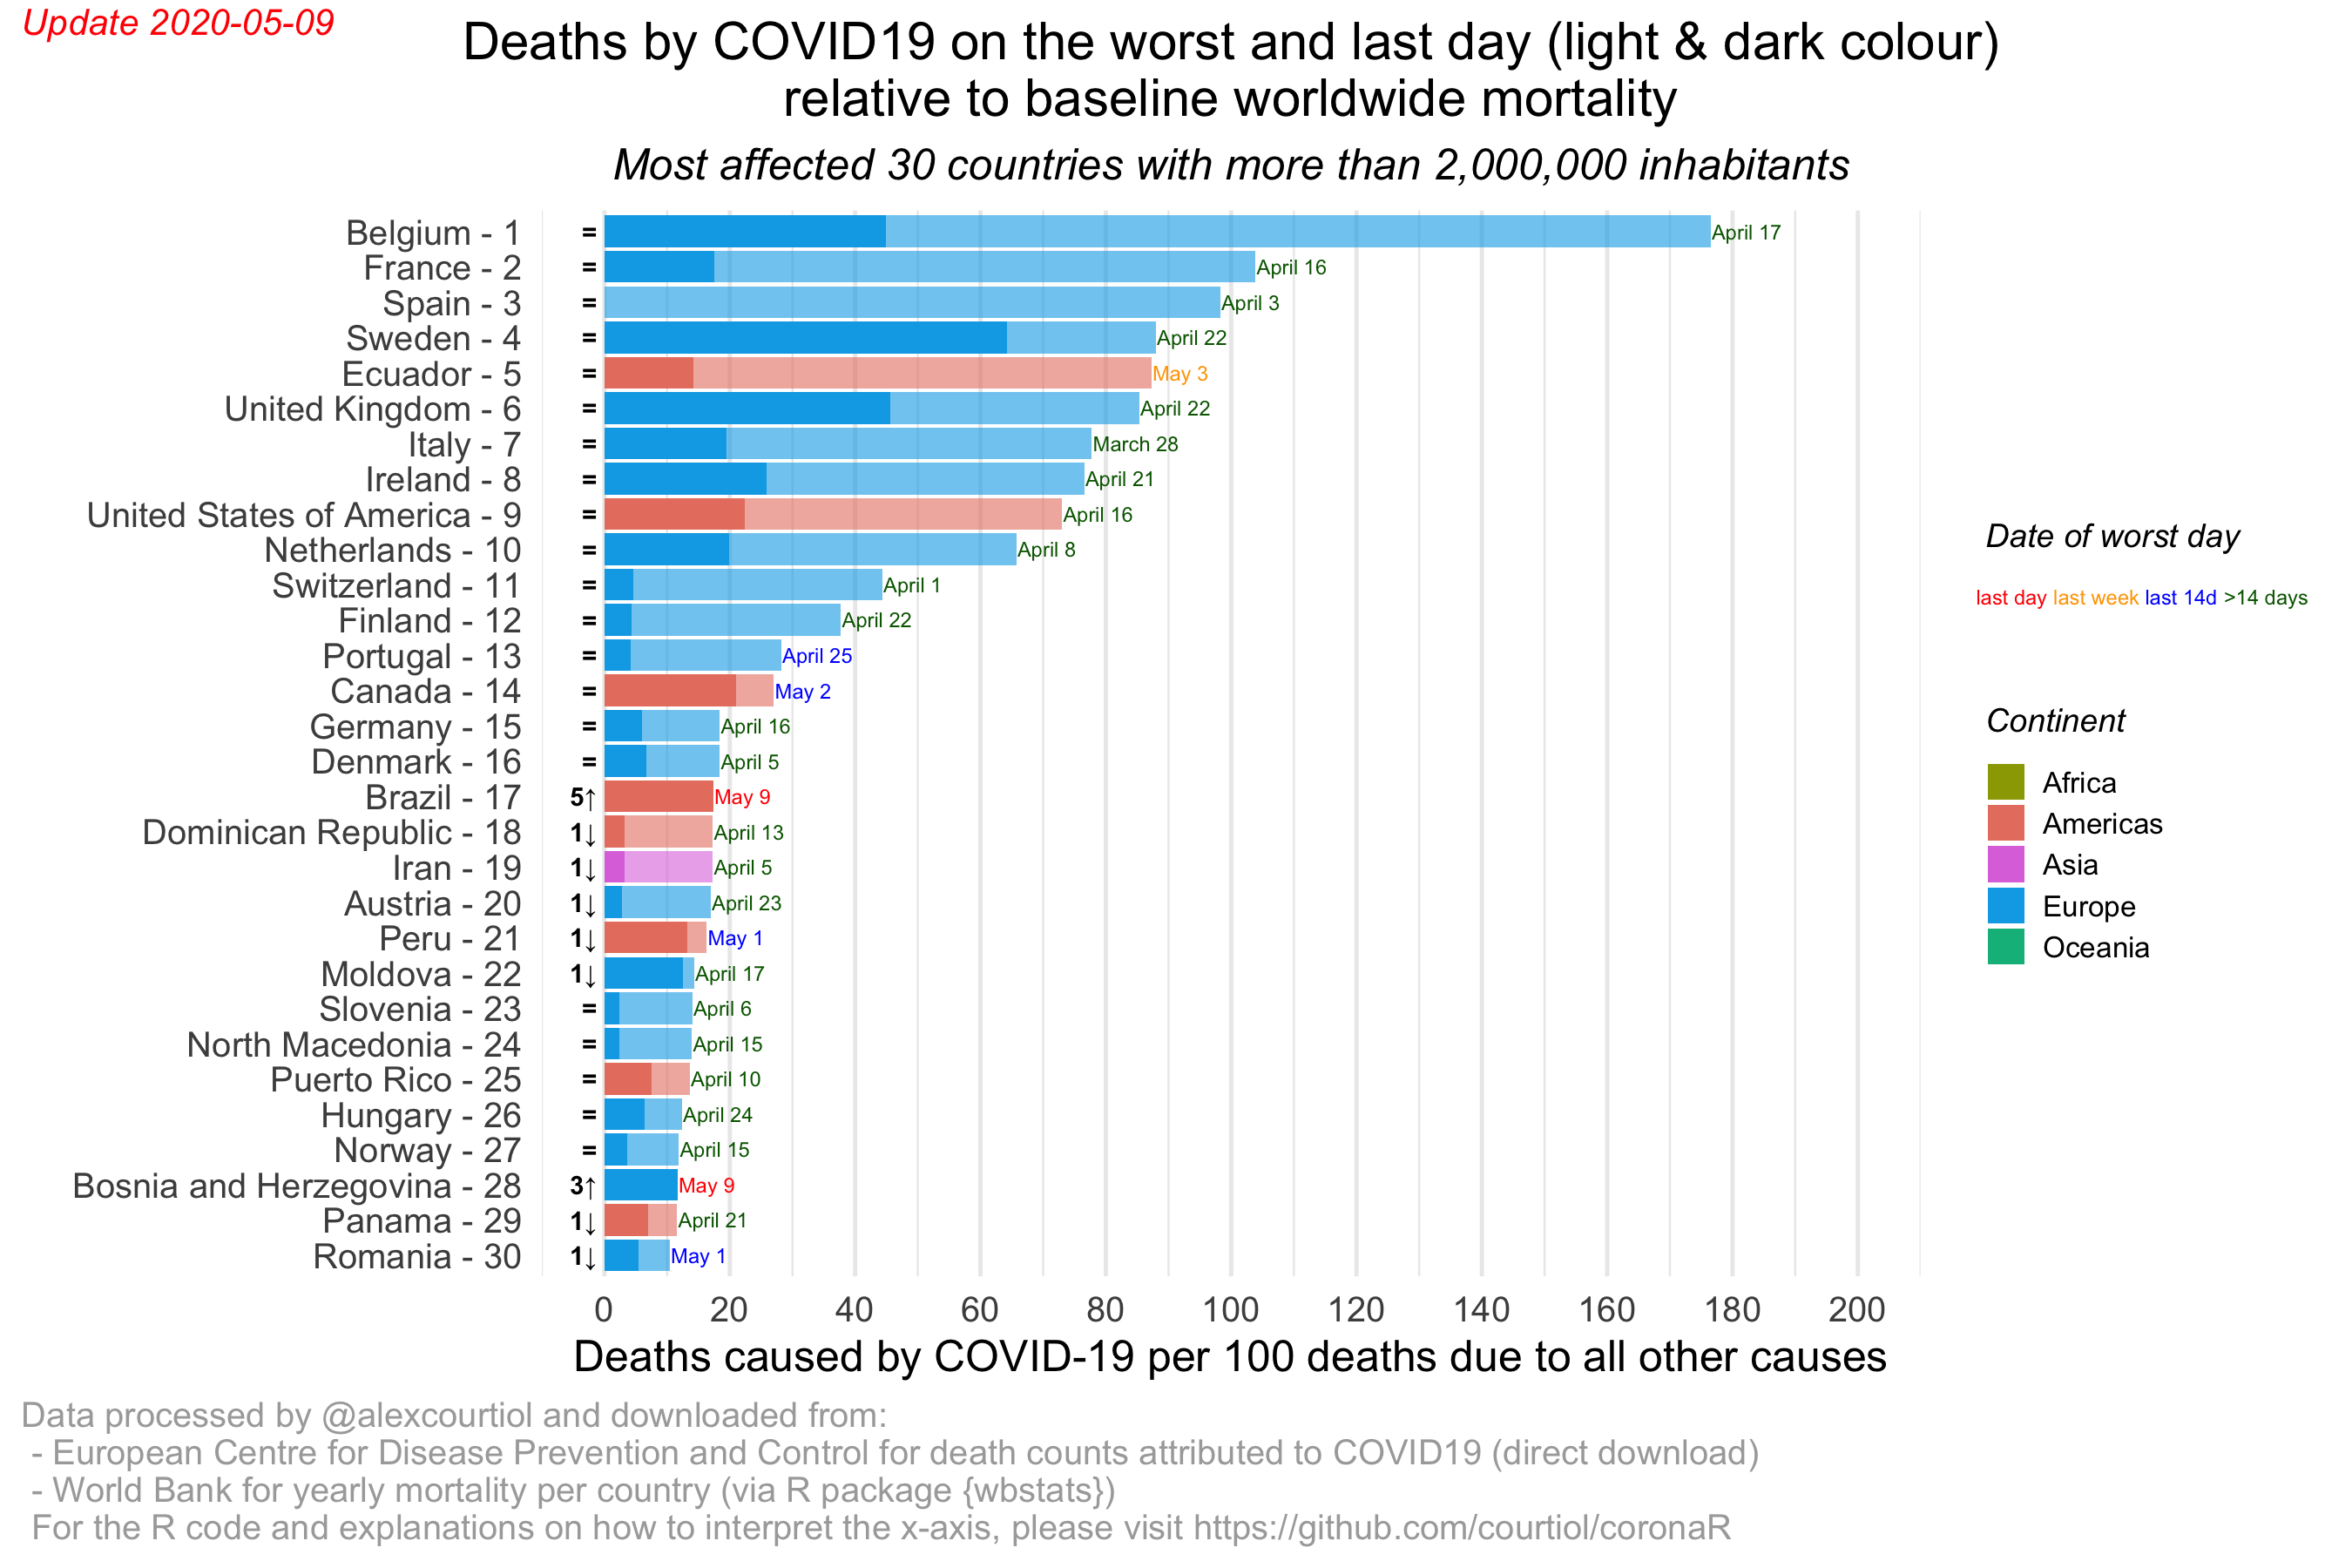 Update 2020-05-09
Deaths by COVID19 on the worst and last day (light & dark colour)
relative to baseline worldwide mortality
Most affected 30 countries with more than 2,000,000 inhabitants
Belgium - 1 = April 17
France - 2 = April 16
Spain - 3 = April 3
Sweden - 4 = April 22
Ecuador - 5 = May 3
United Kingdom - 6 = April 22
Italy - 7 = March 28
Ireland - 8 = April 21
United States of America - 9 = April 16
Netherlands - 10 = April 8
Switzerland - 11 = April 1
Finland - 12 = April 22
Portugal - 13 = April 25
Canada - 14 = May 2
Germany - 15 = April 16
Denmark - 16 = April 5
Brazil - 17 5↑ May 9
Dominican Republic - 18 1↓ April 13
Iran - 19 1↓ April 5
Austria - 20 1↓ April 23
Peru - 21 1↓ May 1
Moldova - 22 1↓ April 17
Slovenia - 23 = April 6
North Macedonia - 24 = April 15
Puerto Rico - 25 = April 10
Hungary - 26 = April 24
Norway - 27 = April 15
Bosnia and Herzegovina - 28 3↑ May 9
Panama - 29 1↓ April 21
Romania - 30 1↓ May 1
0 20 40 60 80 100 120 140 160 180 200
Deaths caused by COVID-19 per 100 deaths due to all other causes
Date of worst day
last day last week last 14d >14 days
Continent
Africa
Americas
Asia
Europe
Oceania
Data processed by @alexcourtiol and downloaded from:
- European Centre for Disease Prevention and Control for death counts attributed to COVID19 (direct download)
- World Bank for yearly mortality per country (via R package {wbstats})
For the R code and explanations on how to interpret the x-axis, please visit https://github.com/courtiol/coronaR